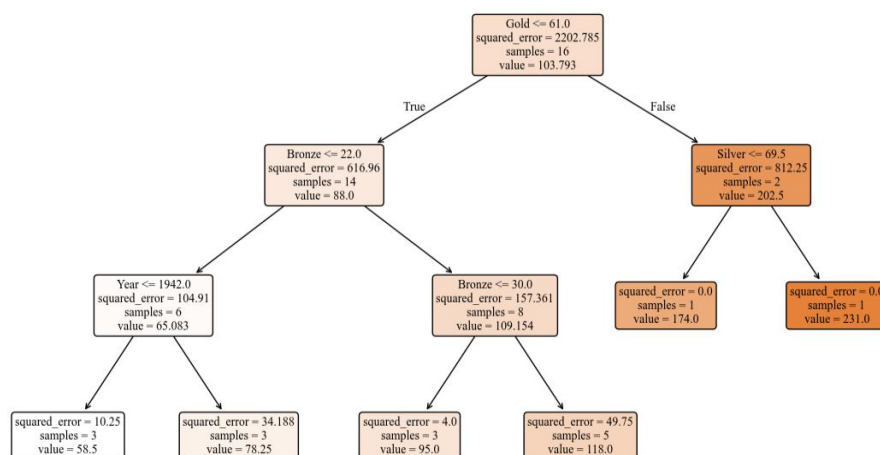 Gold <= 61.0
squared_error = 2202.785
samples = 16
value = 103.793
True
False
Bronze <= 22.0
squared_error = 616.96
samples = 14
value = 88.0
Silver <= 69.5
squared_error = 812.25
samples = 2
value = 202.5
Year <= 1942.0
squared_error = 104.91
samples = 6
value = 65.083
Bronze <= 30.0
squared_error = 157.361
samples = 8
value = 109.154
squared_error = 0.0
samples = 1
value = 174.0
squared_error = 0.0
samples = 1
value = 231.0
squared_error = 10.25
samples = 3
value = 58.5
squared_error = 34.188
samples = 3
value = 78.25
squared_error = 4.0
samples = 3
value = 95.0
squared_error = 49.75
samples = 5
value = 118.0